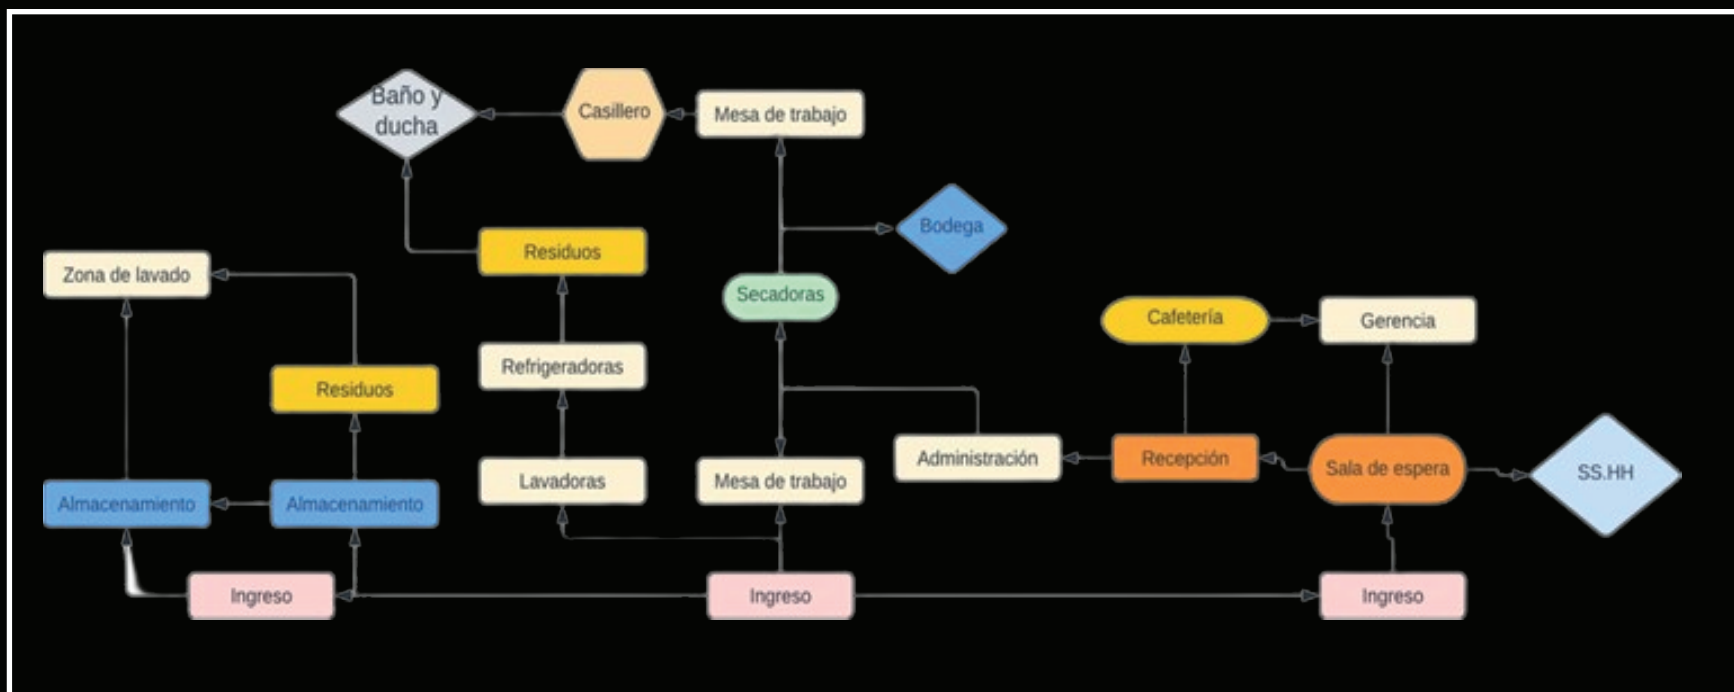 Baño y
ducha
Casillero
Mesa de trabajo
Bodega
Residuos
Zona de lavado
Secadoras
Cafetería
Gerencia
Refrigeradoras
Residuos
Administración
Recepción
Sala de espera
SS.HH
Lavadoras
Mesa de trabajo
Almacenamiento
Almacenamiento
Ingreso
Ingreso
Ingreso